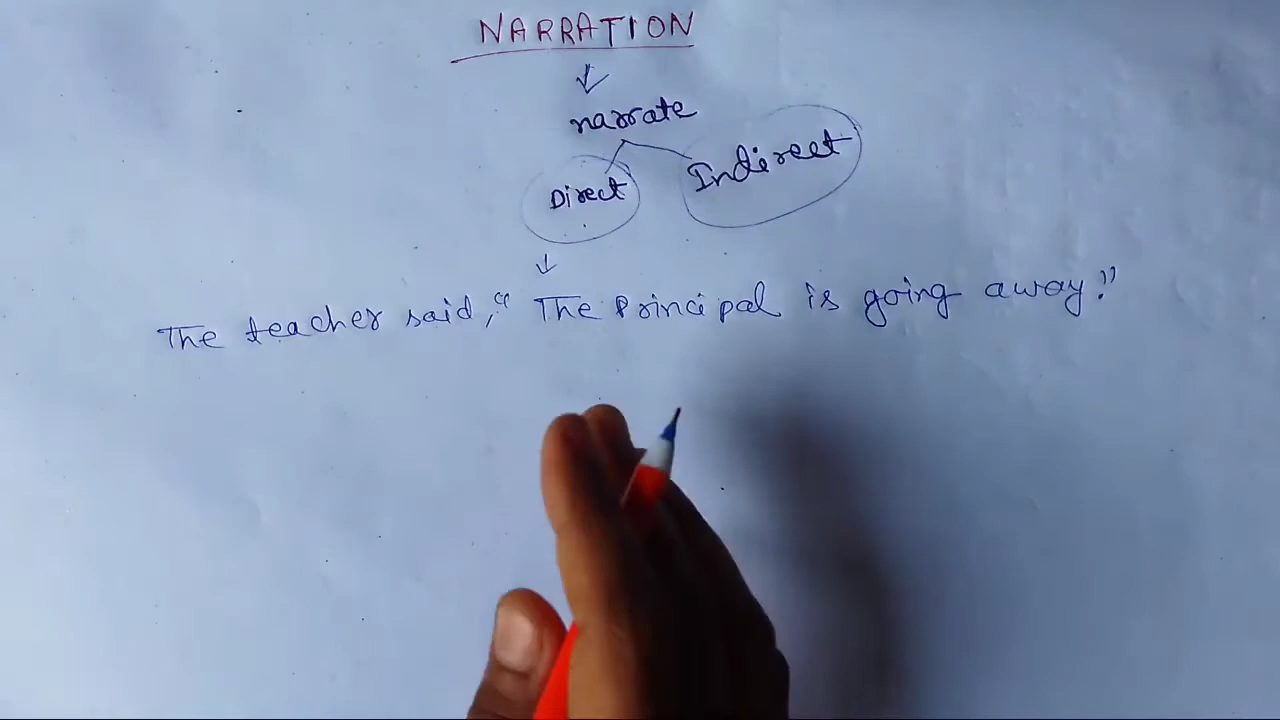 NARRATION
narrate
Direct Indirect
The teacher said, "The Principal is going away."